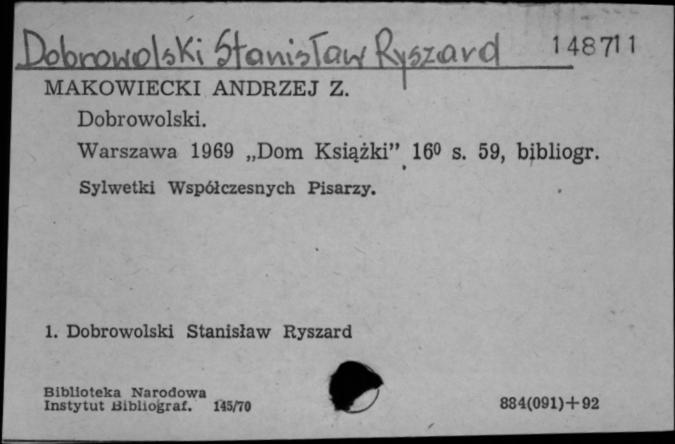 Dobrowolski Stanisław Ryszard 148711
MAKOWIECKI ANDRZEJ Z.
Dobrowolski.
Warszawa 1969 „Dom Książki” 16⁰ s. 59, bibliogr.
Sylwetki Współczesnych Pisarzy.
1. Dobrowolski Stanisław Ryszard
Biblioteka Narodowa
Instytut Bibliograf. 145/70 884(091)+92